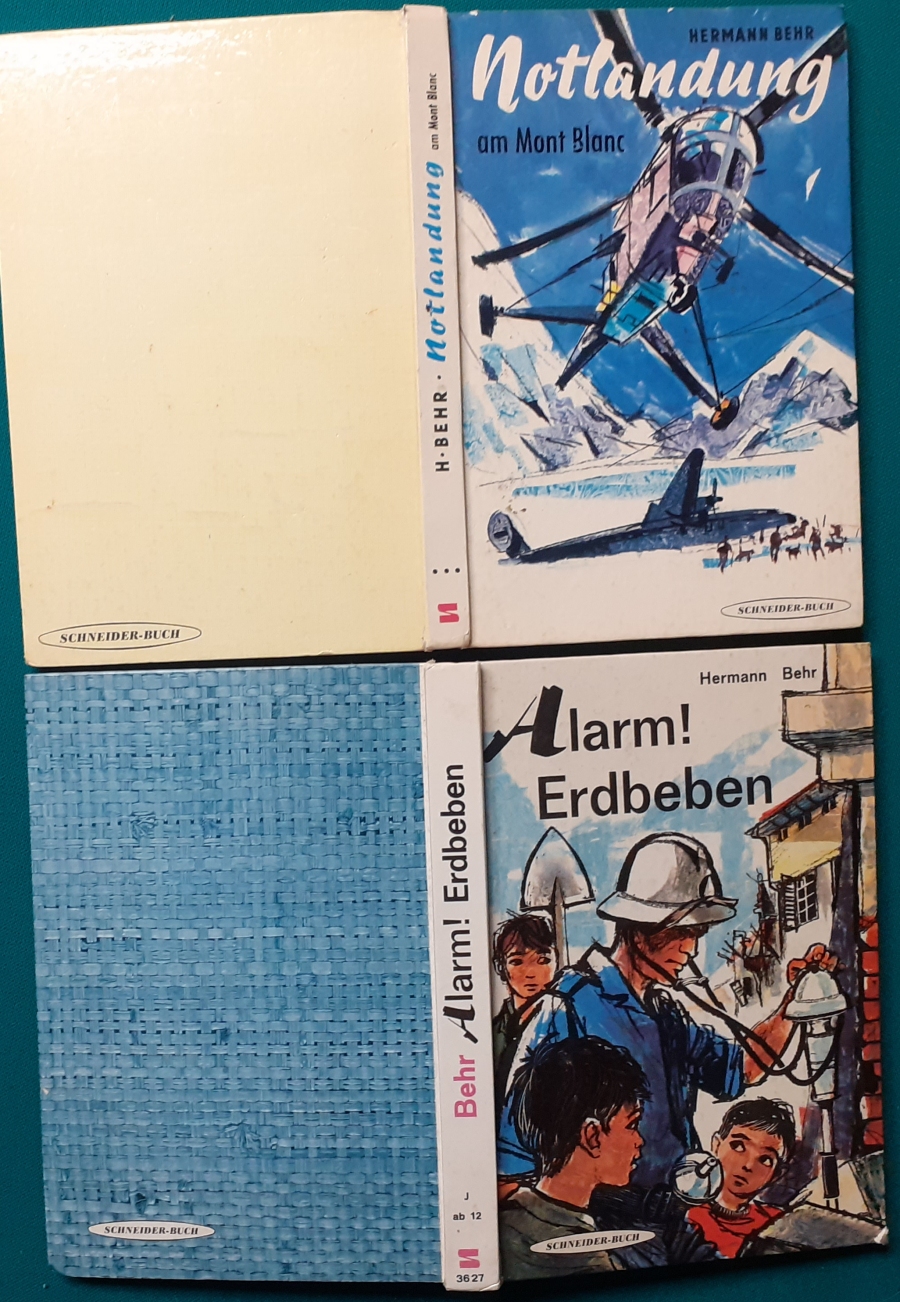 SCHNEIDER-BUCH
H. BEHR · Notlandung am Mont Blanc
HERMANN BEHR
Notlandung
am Mont Blanc
SCHNEIDER-BUCH
SCHNEIDER-BUCH
Behr Alarm! Erdbeben
J
ab 12
3627
Hermann Behr
Alarm!
Erdbeben
SCHNEIDER-BUCH